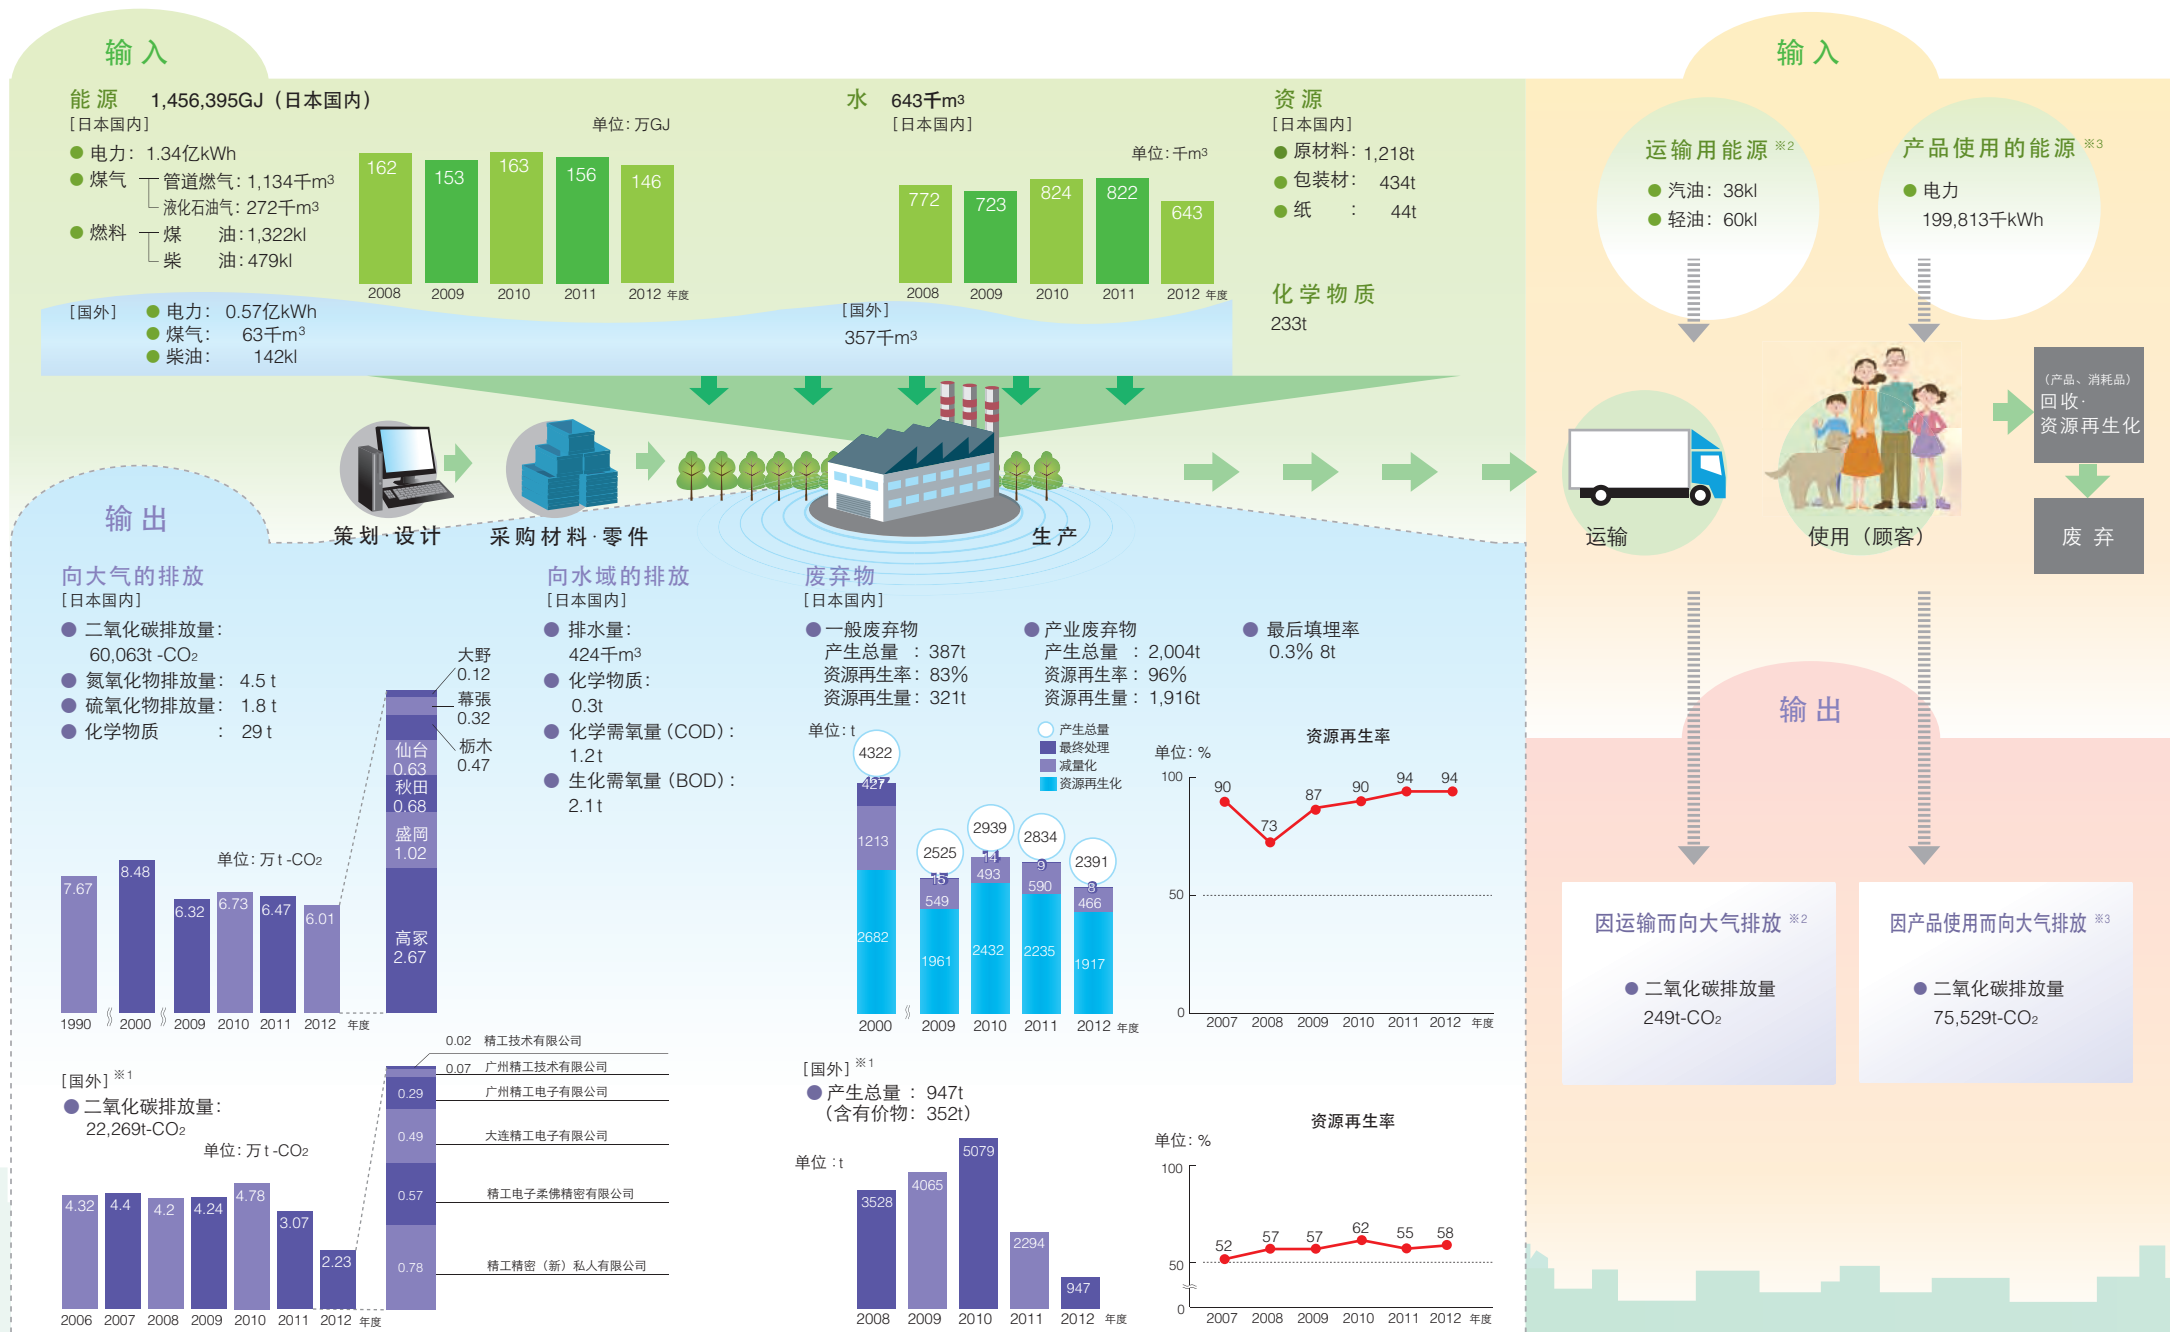 输入
能源 1,456,395GJ（日本国内）
[日本国内]
单位：万GJ
● 电力：1.34亿kWh
● 煤气 管道燃气：1,134千m³
液化石油气：272千m³
● 燃料 煤 油：1,322kl
柴 油：479kl
162 153 163 156 146
2008 2009 2010 2011 2012 年度
[国外]
● 电力： 0.57亿kWh
● 煤气： 63千m³
● 柴油： 142kl
水 643千m³
[日本国内]
单位：千m³
772 723 824 822 643
2008 2009 2010 2011 2012 年度
[国外]
357千m³
资源
[日本国内]
● 原材料：1,218t
● 包装材： 434t
● 纸 ： 44t
化学物质
233t
策划·设计
采购材料·零件
生产
输入
运输用能源 ※2
● 汽油：38kl
● 轻油：60kl
产品使用的能源 ※3
● 电力
199,813千kWh
运输
使用（顾客）
（产品、消耗品）
回收·
资源再生化
废 弃
输出
向大气的排放
[日本国内]
● 二氧化碳排放量：
60,063t -CO₂
● 氮氧化物排放量： 4.5 t
● 硫氧化物排放量： 1.8 t
● 化学物质 ： 29 t
单位：万 t -CO₂
7.67 8.48 6.32 6.73 6.47 6.01
1990 2000 2009 2010 2011 2012 年度
大野
0.12
幕張
0.32
栃木
0.47
仙台
0.63
秋田
0.68
盛岡
1.02
高冢
2.67
[国外] ※1
● 二氧化碳排放量：
22,269t-CO₂
单位：万 t -CO₂
4.32 4.4 4.2 4.24 4.78 3.07 2.23
2006 2007 2008 2009 2010 2011 2012 年度
0.02 精工技术有限公司
0.07 广州精工技术有限公司
0.29 广州精工电子有限公司
0.49 大连精工电子有限公司
0.57 精工电子柔佛精密有限公司
0.78 精工精密（新）私人有限公司
向水域的排放
[日本国内]
● 排水量：
424千m³
● 化学物质：
0.3t
● 化学需氧量（COD）：
1.2 t
● 生化需氧量（BOD）：
2.1 t
废弃物
[日本国内]
● 一般废弃物
产生总量 ：387t
资源再生率：83%
资源再生量：321t
● 产业废弃物
产生总量 ：2,004t
资源再生率：96%
资源再生量：1,916t
● 最后填埋率
0.3% 8t
单位：t
产生总量
最终处理
减量化
资源再生化
4322 2525 2939 2834 2391
427 15 14 9 8
1213 549 493 590 466
2682 1961 2432 2235 1917
2000 2009 2010 2011 2012 年度
资源再生率
单位：%
100
50
0
90 73 87 90 94 94
2007 2008 2009 2010 2011 2012 年度
[国外] ※1
● 产生总量 ：947t
（含有价物：352t）
单位：t
3528 4065 5079 2294 947
2008 2009 2010 2011 2012 年度
资源再生率
单位：%
100
50
0
52 57 57 62 55 58
2007 2008 2009 2010 2011 2012 年度
输出
因运输而向大气排放 ※2
● 二氧化碳排放量
249t-CO₂
因产品使用而向大气排放 ※3
● 二氧化碳排放量
75,529t-CO₂